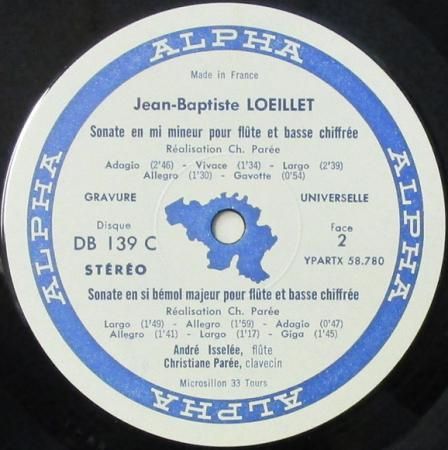 ALPHA
Made in France
Jean-Baptiste LOEILLET
Sonate en mi mineur pour flûte et basse chiffrée
Réalisation Ch. Parée
Adagio (2'46) - Vivace (1'34) - Largo (2'39)
Allegro (1'30) - Gavotte (0'54)
ALPHA
ALPHA
GRAVURE UNIVERSELLE
Disque
DB 139 C
STÉRÉO
Face
2
YPARTX 58.780
Sonate en si bémol majeur pour flûte et basse chiffrée
Réalisation Ch. Parée
Largo (1'49) - Allegro (1'59) - Adagio (0'47)
Allegro (1'41) - Largo (1'17) - Giga (1'45)
André Isselée, flûte
Christiane Parée, clavecin
Microsillon 33 Tours
ALPHA
ALPHA
ALPHA